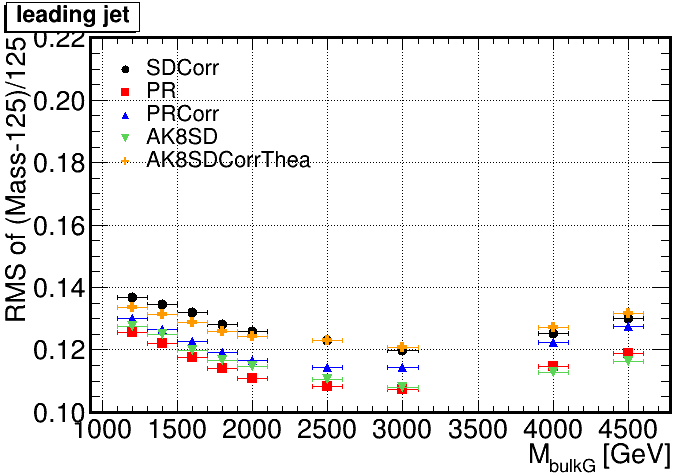 leading jet
RMS of (Mass-125)/125
0.22
0.20
0.18
0.16
0.14
0.12
0.10
SDCorr
PR
PRCorr
AK8SD
AK8SDCorrThea
1000 1500 2000 2500 3000 3500 4000 4500
M_bulkG [GeV]